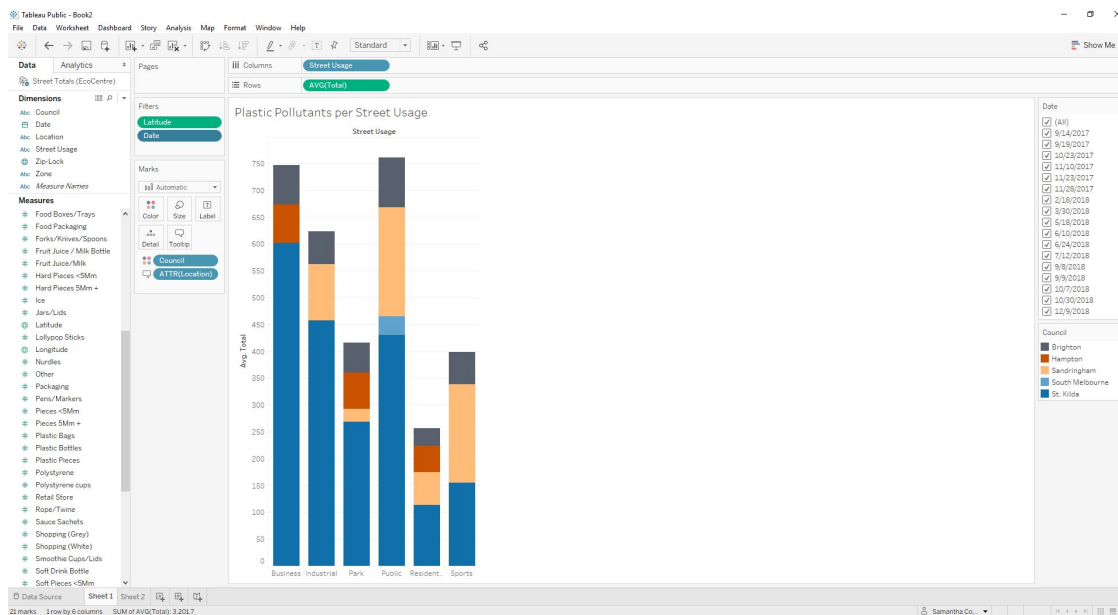 Tableau Public - Book2
File Data Worksheet Dashboard Story Analysis Map Format Window Help
Standard
Show Me
Data Analytics
Street Totals (EcoCentre)
Dimensions
Abc Council
Date
Abc Location
Abc Street Usage
Zip-Lock
Abc Zone
Abc Measure Names
Measures
Food Boxes/Trays
Food Packaging
Forks/Knives/Spoons
Fruit Juice / Milk Bottle
Fruit Juice/Milk
Hard Pieces <5Mm
Hard Pieces 5Mm +
Ice
Jars/Lids
Latitude
Lollypop Sticks
Longitude
Nurdles
Other
Packaging
Pens/Markers
Pieces <5Mm
Pieces 5Mm +
Plastic Bags
Plastic Bottles
Plastic Pieces
Polystyrene
Polystyrene cups
Retail Store
Rope/Twine
Sauce Sachets
Shopping (Grey)
Shopping (White)
Smoothie Cups/Lids
Soft Drink Bottle
Soft Pieces <5Mm
Pages
Filters
Latitude
Date
Marks
Automatic
Color Size Label
Detail Tooltip
Council
ATTR(Location)
Columns Street Usage
Rows AVG(Total)
Plastic Pollutants per Street Usage
Street Usage
Avg. Total
750
700
650
600
550
500
450
400
350
300
250
200
150
100
50
0
Business Industrial Park Public Resident.. Sports
Date
(All)
9/14/2017
9/19/2017
10/23/2017
11/10/2017
11/23/2017
11/28/2017
2/18/2018
3/30/2018
5/18/2018
6/10/2018
6/24/2018
7/12/2018
9/8/2018
9/9/2018
10/7/2018
10/30/2018
12/9/2018
Council
Brighton
Hampton
Sandringham
South Melbourne
St. Kilda
Data Source Sheet 1 Sheet 2
21 marks 1 row by 6 columns SUM of AVG(Total): 3,201.7
Samantha Co...